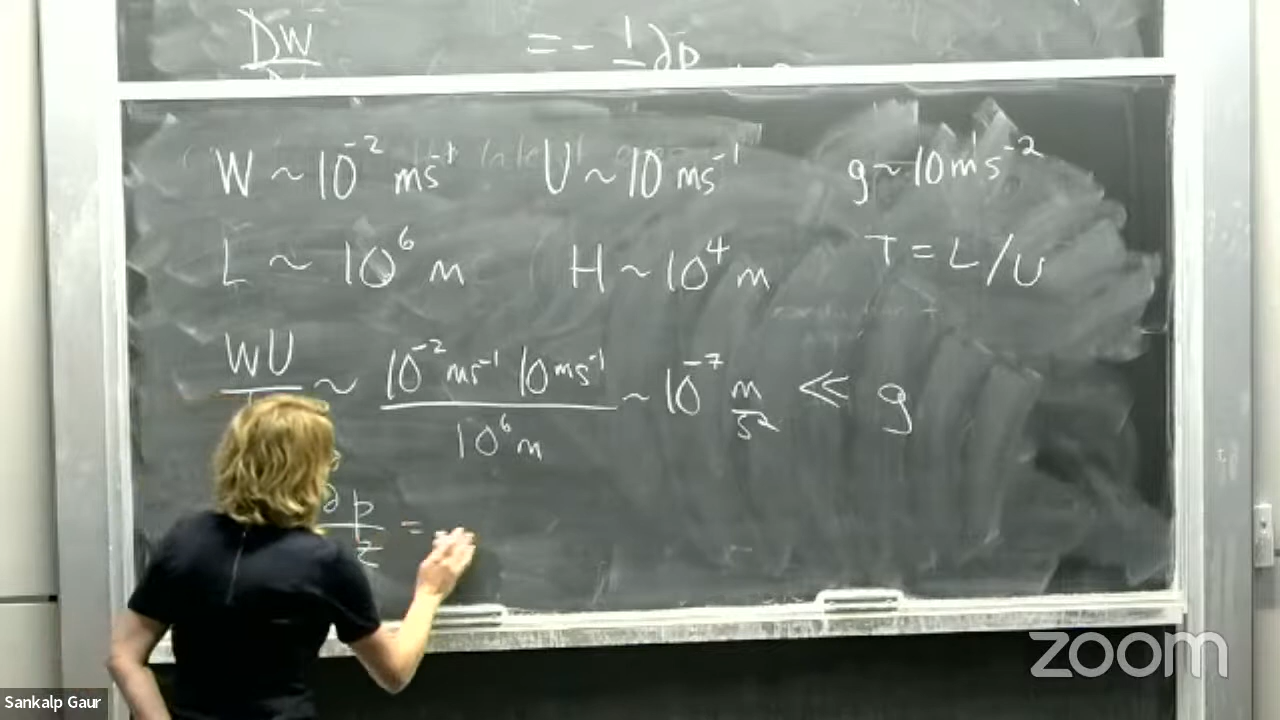 Dw = - 1 ∂p
W ~ 10⁻² ms⁻¹ U ~ 10 ms⁻¹ g ~ 10 m s⁻²
L ~ 10⁶ m H ~ 10⁴ m T = L/U
WU ~ 10⁻² ms⁻¹ 10 ms⁻¹ / 10⁶ m ~ 10⁻⁷ m/s² ≪ g
∂p/z =
zoom
Sankalp Gaur